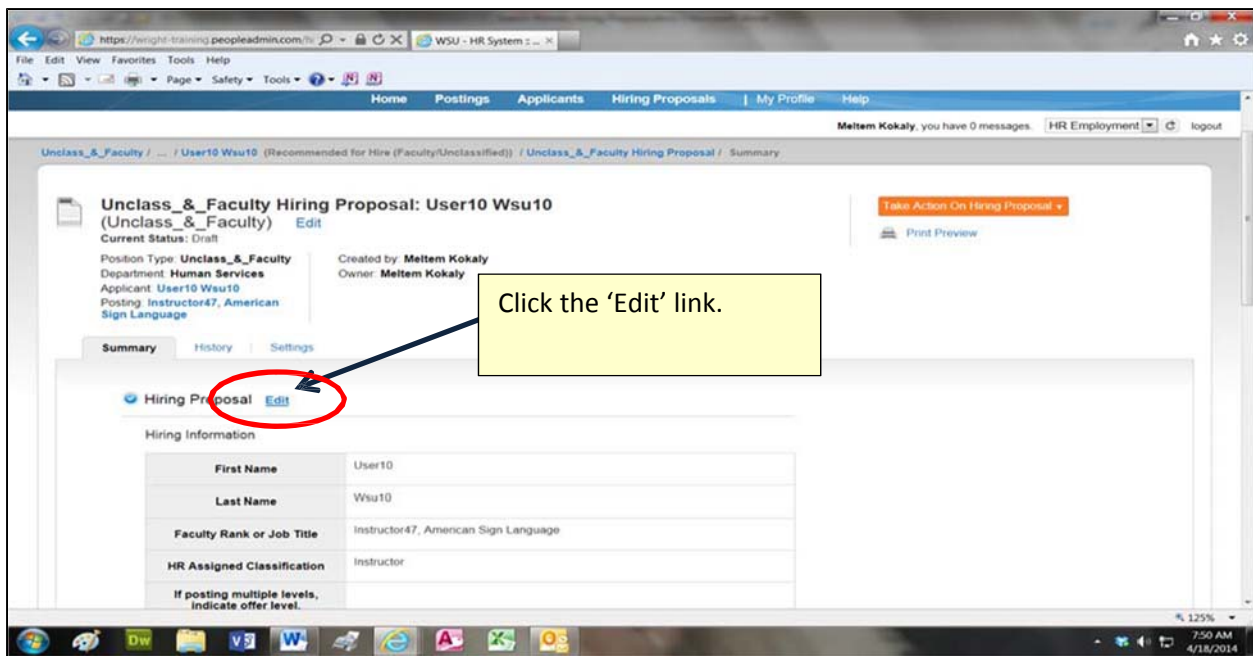 https://wright-training.peopleadmin.com/h
WSU - HR System :: ...
File Edit View Favorites Tools Help
Page Safety Tools
Home Postings Applicants Hiring Proposals | My Profile Help
Meltem Kokaly, you have 0 messages. HR Employment logout
Unclass_&_Faculty / ... / User10 Wsu10 (Recommended for Hire (Faculty/Unclassified)) / Unclass_&_Faculty Hiring Proposal / Summary
Unclass_&_Faculty Hiring Proposal: User10 Wsu10
(Unclass_&_Faculty) Edit
Current Status: Draft
Take Action On Hiring Proposal
Print Preview
Position Type: Unclass_&_Faculty
Department: Human Services
Applicant: User10 Wsu10
Posting: Instructor47, American
Sign Language
Created by: Meltem Kokaly
Owner: Meltem Kokaly
Click the ‘Edit’ link.
Summary History Settings
Hiring Proposal Edit
Hiring Information
First Name User10
Last Name Wsu10
Faculty Rank or Job Title Instructor47, American Sign Language
HR Assigned Classification Instructor
If posting multiple levels,
indicate offer level.
125%
Dw
7:50 AM
4/18/2014